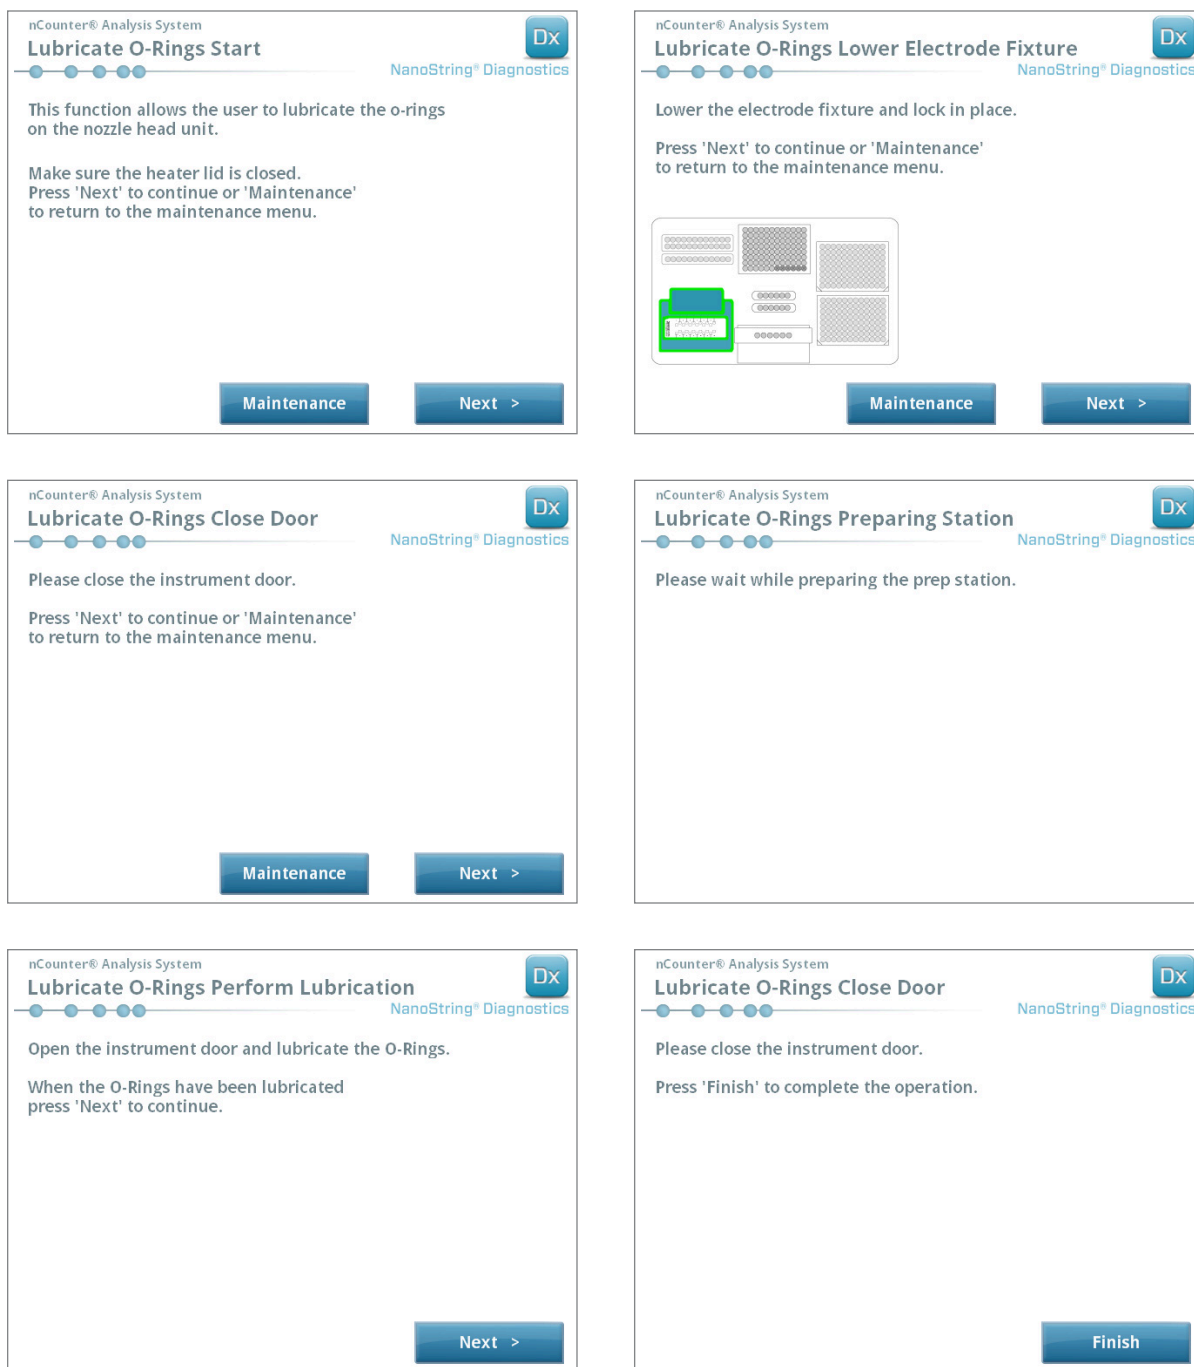 nCounter® Analysis System
Dx
Lubricate O-Rings Start
NanoString® Diagnostics
This function allows the user to lubricate the o-rings
on the nozzle head unit.
Make sure the heater lid is closed.
Press 'Next' to continue or 'Maintenance'
to return to the maintenance menu.
Maintenance
Next >
nCounter® Analysis System
Dx
Lubricate O-Rings Lower Electrode Fixture
NanoString® Diagnostics
Lower the electrode fixture and lock in place.
Press 'Next' to continue or 'Maintenance'
to return to the maintenance menu.
Maintenance
Next >
nCounter® Analysis System
Dx
Lubricate O-Rings Close Door
NanoString® Diagnostics
Please close the instrument door.
Press 'Next' to continue or 'Maintenance'
to return to the maintenance menu.
Maintenance
Next >
nCounter® Analysis System
Dx
Lubricate O-Rings Preparing Station
NanoString® Diagnostics
Please wait while preparing the prep station.
nCounter® Analysis System
Dx
Lubricate O-Rings Perform Lubrication
NanoString® Diagnostics
Open the instrument door and lubricate the O-Rings.
When the O-Rings have been lubricated
press 'Next' to continue.
Next >
nCounter® Analysis System
Dx
Lubricate O-Rings Close Door
NanoString® Diagnostics
Please close the instrument door.
Press 'Finish' to complete the operation.
Finish